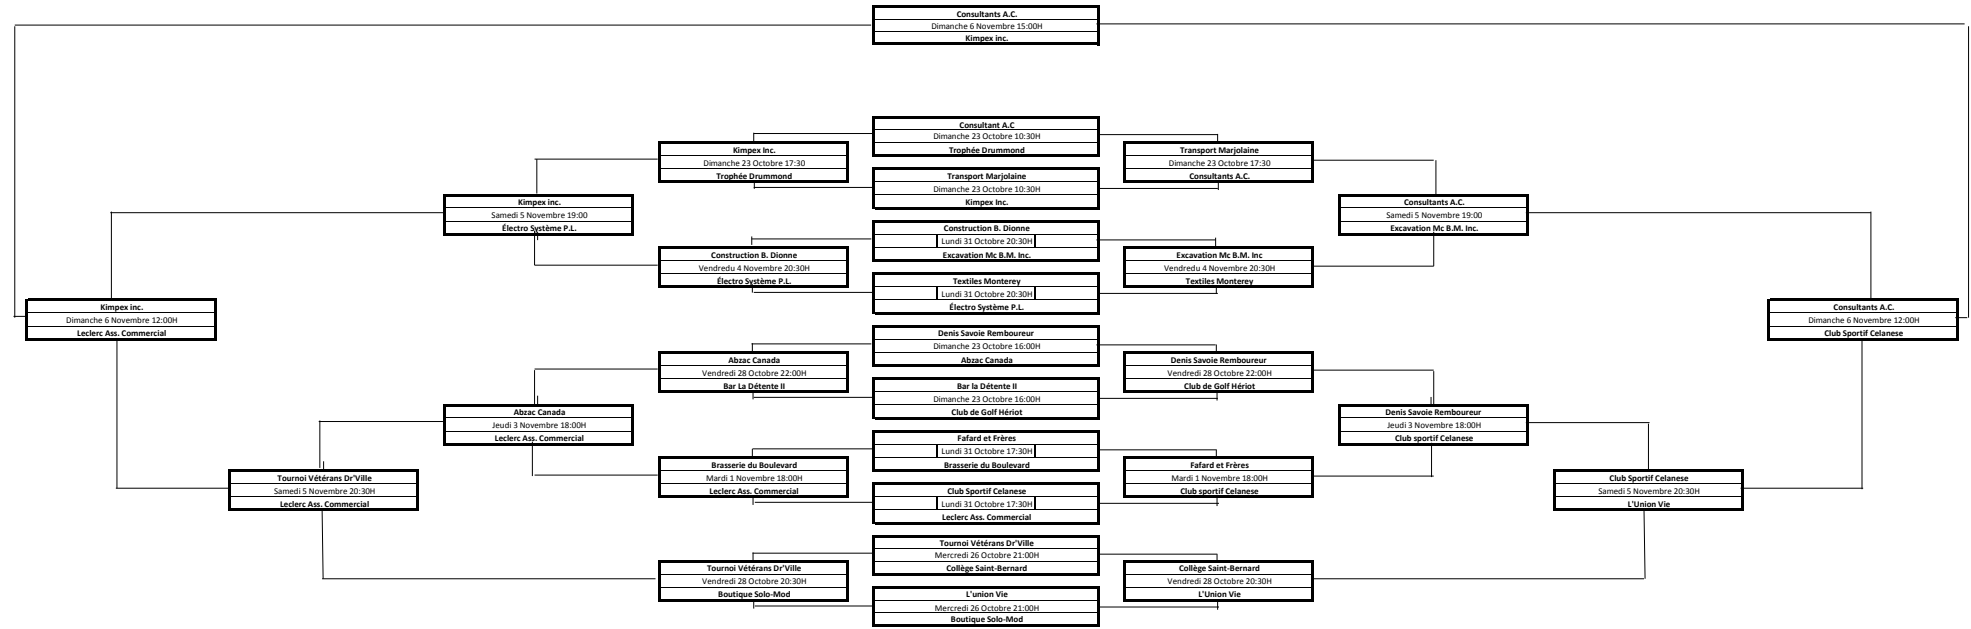 Consultants A.C.
Dimanche 6 Novembre 15:00H
Kimpex inc.
Consultant A.C
Dimanche 23 Octobre 10:30H
Trophée Drummond
Kimpex Inc.
Dimanche 23 Octobre 17:30
Trophée Drummond
Transport Marjolaine
Dimanche 23 Octobre 17:30
Consultants A.C.
Transport Marjolaine
Dimanche 23 Octobre 10:30H
Kimpex Inc.
Kimpex inc.
Samedi 5 Novembre 19:00
Électro Système P.L.
Consultants A.C.
Samedi 5 Novembre 19:00
Excavation Mc B.M. Inc.
Construction B. Dionne
Lundi 31 Octobre 20:30H
Excavation Mc B.M. Inc.
Construction B. Dionne
Vendredu 4 Novembre 20:30H
Électro Système P.L.
Excavation Mc B.M. Inc
Vendredu 4 Novembre 20:30H
Textiles Monterey
Textiles Monterey
Lundi 31 Octobre 20:30H
Électro Système P.L.
Kimpex inc.
Dimanche 6 Novembre 12:00H
Leclerc Ass. Commercial
Consultants A.C.
Dimanche 6 Novembre 12:00H
Club Sportif Celanese
Denis Savoie Remboureur
Dimanche 23 Octobre 16:00H
Abzac Canada
Abzac Canada
Vendredi 28 Octobre 22:00H
Bar La Détente II
Denis Savoie Remboureur
Vendredi 28 Octobre 22:00H
Club de Golf Hériot
Bar la Détente II
Dimanche 23 Octobre 16:00H
Club de Golf Hériot
Abzac Canada
Jeudi 3 Novembre 18:00H
Leclerc Ass. Commercial
Denis Savoie Remboureur
Jeudi 3 Novembre 18:00H
Club sportif Celanese
Fafard et Frères
Lundi 31 Octobre 17:30H
Brasserie du Boulevard
Brasserie du Boulevard
Mardi 1 Novembre 18:00H
Leclerc Ass. Commercial
Fafard et Frères
Mardi 1 Novembre 18:00H
Club sportif Celanese
Club Sportif Celanese
Lundi 31 Octobre 17:30H
Leclerc Ass. Commercial
Tournoi Vétérans Dr'Ville
Samedi 5 Novembre 20:30H
Leclerc Ass. Commercial
Club Sportif Celanese
Samedi 5 Novembre 20:30H
L'Union Vie
Tournoi Vétérans Dr'Ville
Mercredi 26 Octobre 21:00H
Collège Saint-Bernard
Tournoi Vétérans Dr'Ville
Vendredi 28 Octobre 20:30H
Boutique Solo-Mod
Collège Saint-Bernard
Vendredi 28 Octobre 20:30H
L'Union Vie
L'union Vie
Mercredi 26 Octobre 21:00H
Boutique Solo-Mod